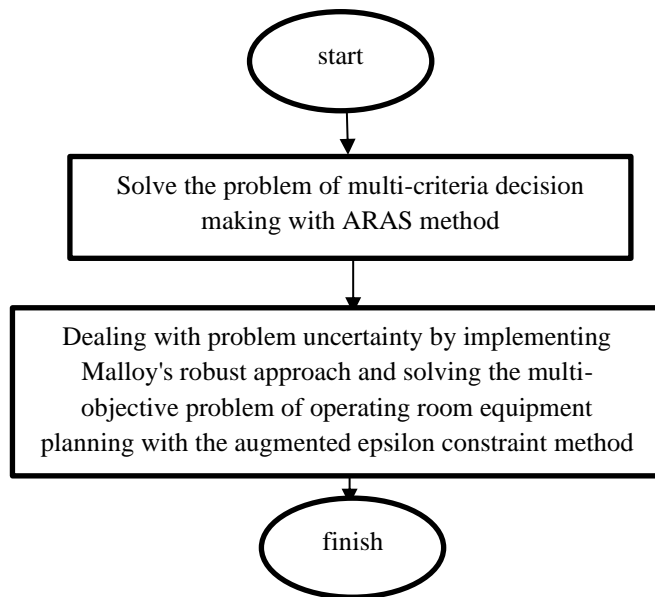 start
Solve the problem of multi-criteria decision
making with ARAS method
Dealing with problem uncertainty by implementing
Malloy's robust approach and solving the multi-
objective problem of operating room equipment
planning with the augmented epsilon constraint method
finish